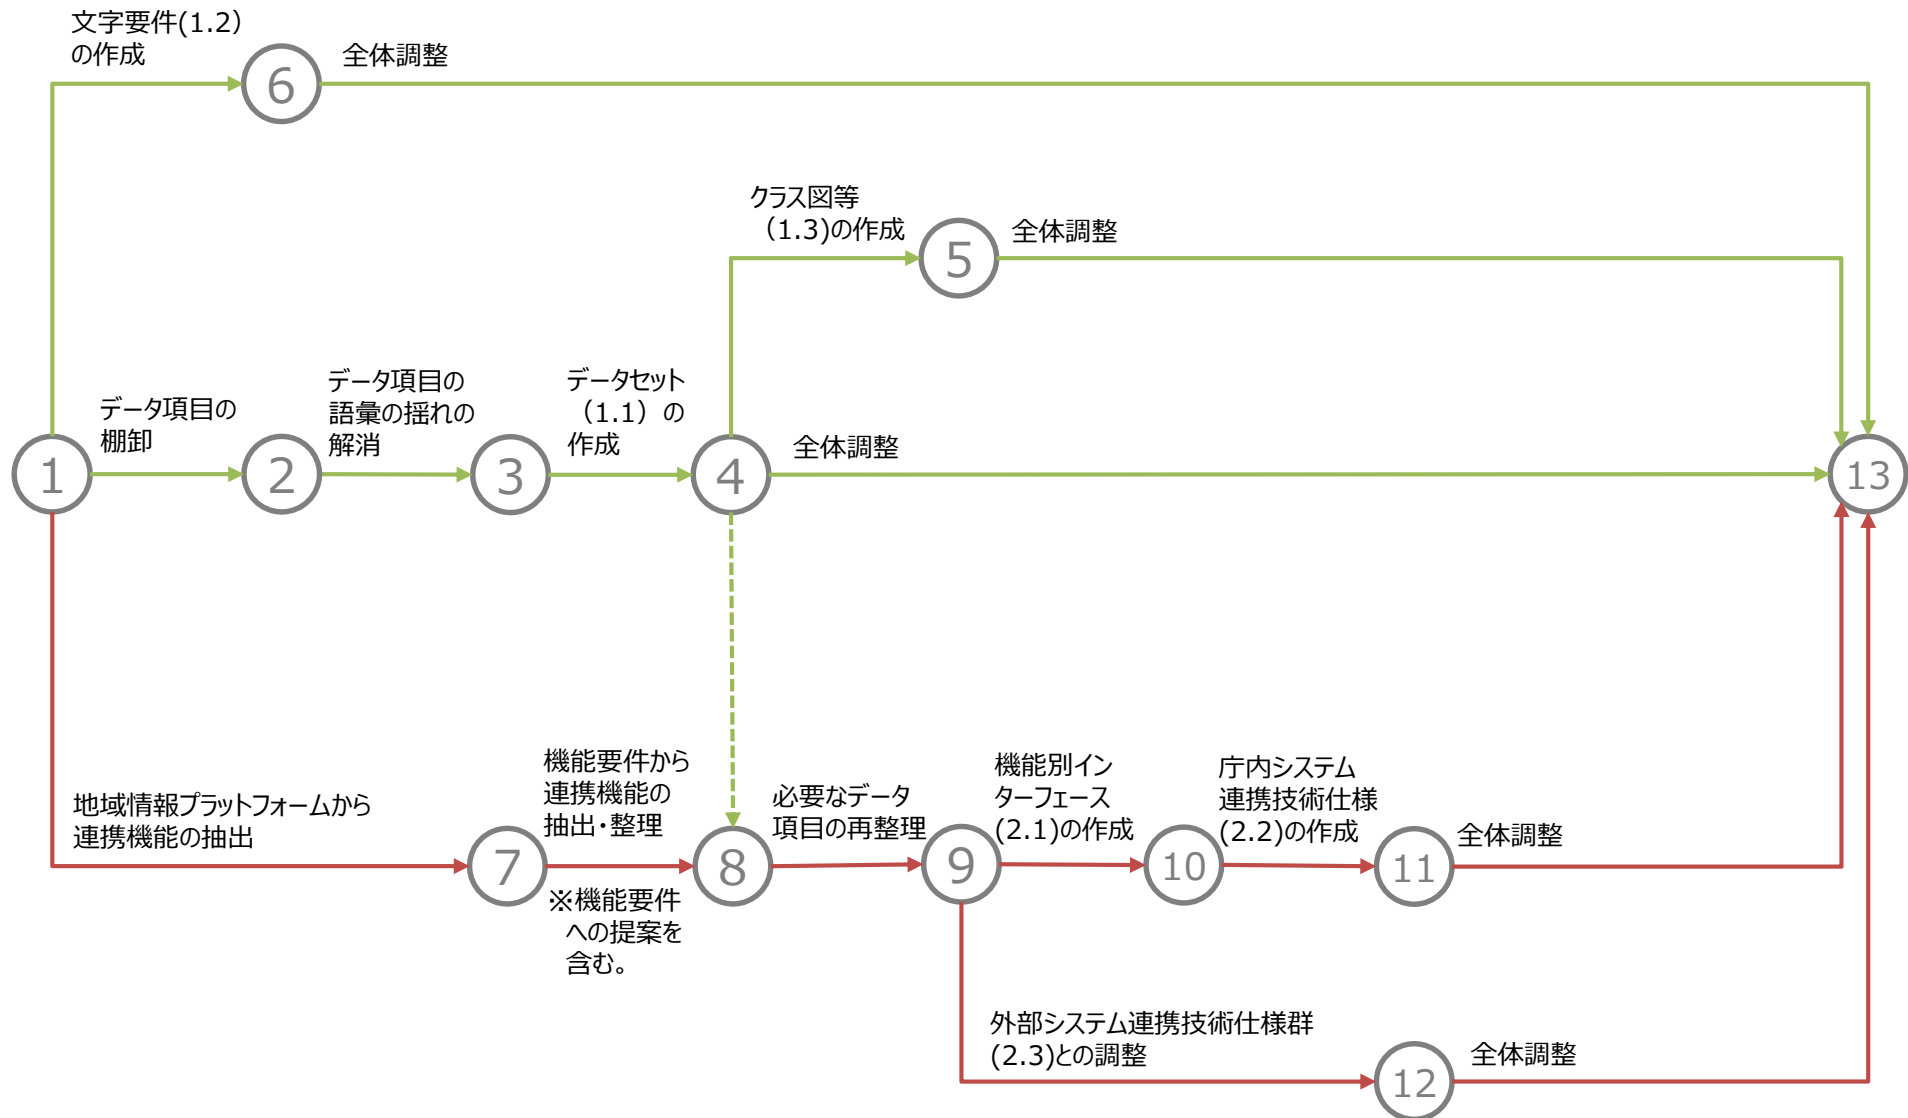 文字要件(1.2)
の作成
6
全体調整
クラス図等
(1.3)の作成
5
全体調整
データ項目の
棚卸
データ項目の
語彙の揺れの
解消
データセット
(1.1)の
作成
全体調整
1
2
3
4
13
地域情報プラットフォームから
連携機能の抽出
機能要件から
連携機能の
抽出・整理
必要なデータ
項目の再整理
機能別イン
ターフェース
(2.1)の作成
庁内システム
連携技術仕様
(2.2)の作成
全体調整
7
8
9
10
11
※機能要件
への提案を
含む。
外部システム連携技術仕様群
(2.3)との調整
全体調整
12